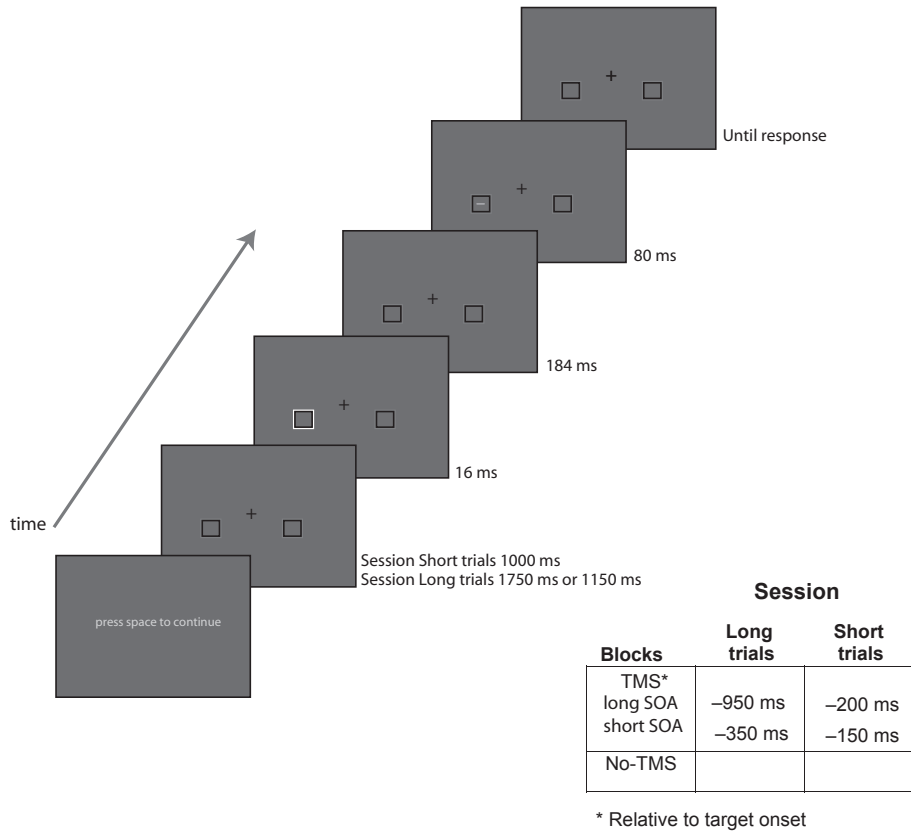 Until response
80 ms
184 ms
16 ms
time
Session Short trials 1000 ms
Session Long trials 1750 ms or 1150 ms
press space to continue
Session
Blocks Long trials Short trials
TMS*
long SOA –950 ms –200 ms
short SOA –350 ms –150 ms
No-TMS
* Relative to target onset